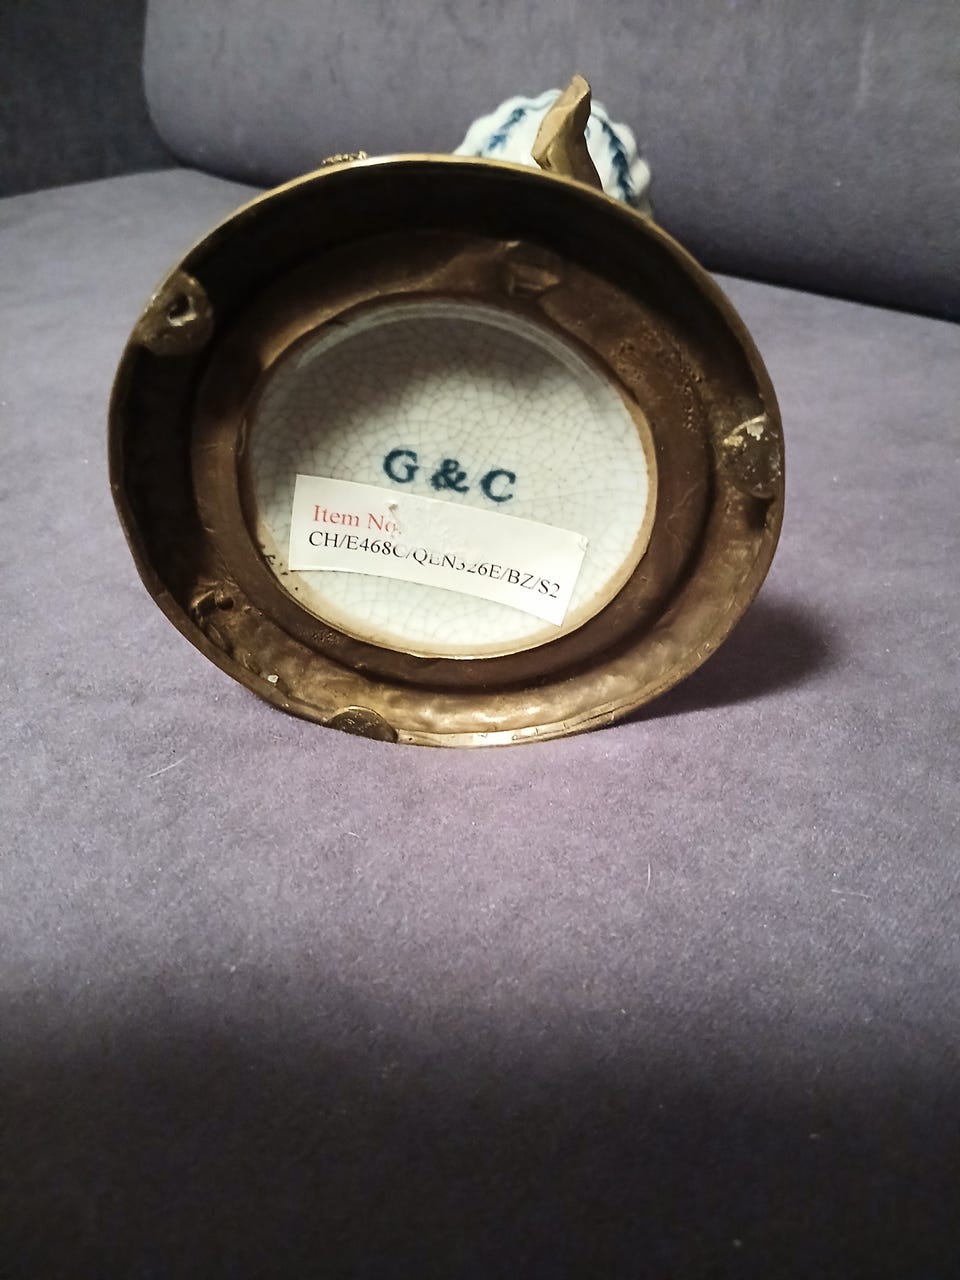 G & C
Item No.
CH/E468C/QEN326E/BZ/S2